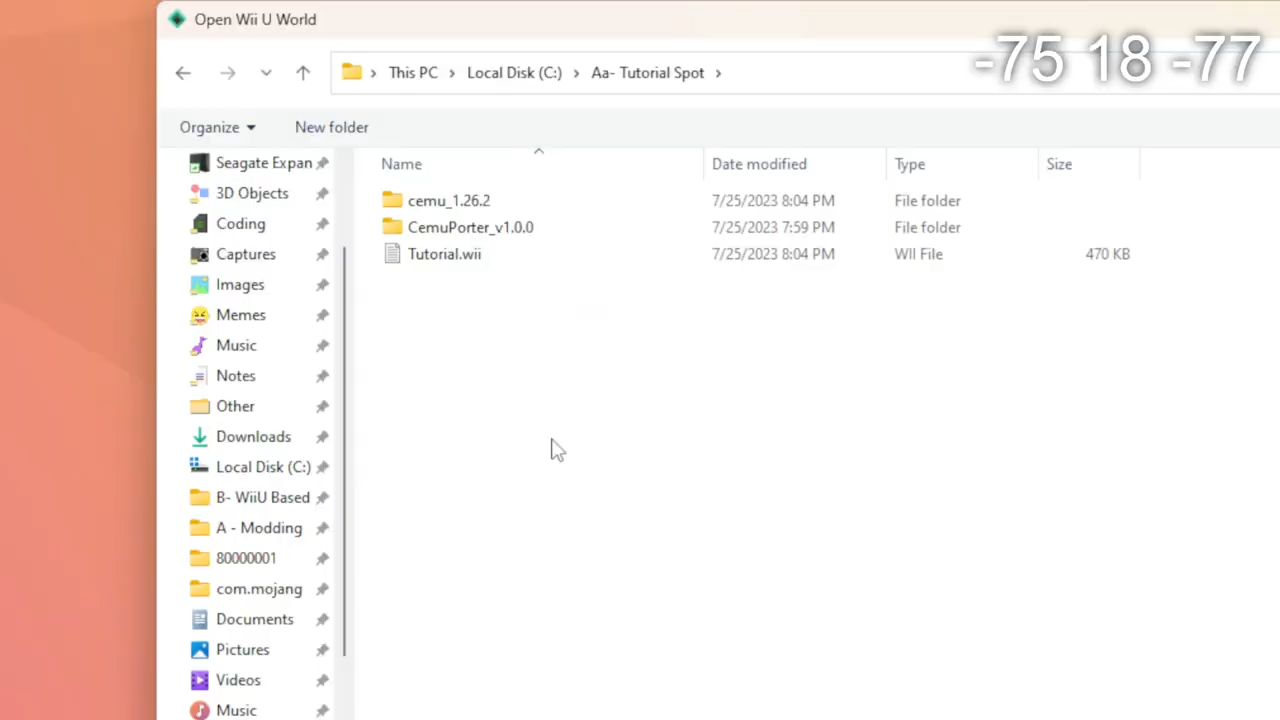 Open Wii U World
-75 18 -77
This PC > Local Disk (C:) > Aa- Tutorial Spot >
Organize
New folder
Name
Date modified
Type
Size
Seagate Expan
3D Objects
Coding
Captures
Images
Memes
Music
Notes
Other
Downloads
Local Disk (C:)
B- WiiU Based
A - Modding
80000001
com.mojang
Documents
Pictures
Videos
Music
cemu_1.26.2 7/25/2023 8:04 PM File folder
CemuPorter_v1.0.0 7/25/2023 7:59 PM File folder
Tutorial.wii 7/25/2023 8:04 PM WII File 470 KB